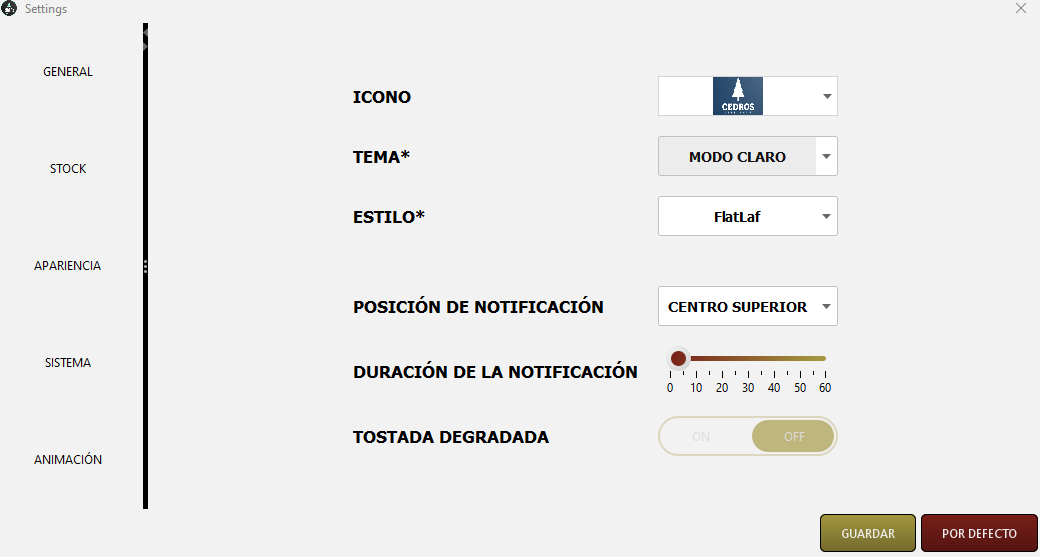 Settings
GENERAL
STOCK
APARIENCIA
SISTEMA
ANIMACIÓN
ICONO
CEDROS
TEMA*
MODO CLARO
ESTILO*
FlatLaf
POSICIÓN DE NOTIFICACIÓN
CENTRO SUPERIOR
DURACIÓN DE LA NOTIFICACIÓN
0 10 20 30 40 50 60
TOSTADA DEGRADADA
ON OFF
GUARDAR
POR DEFECTO